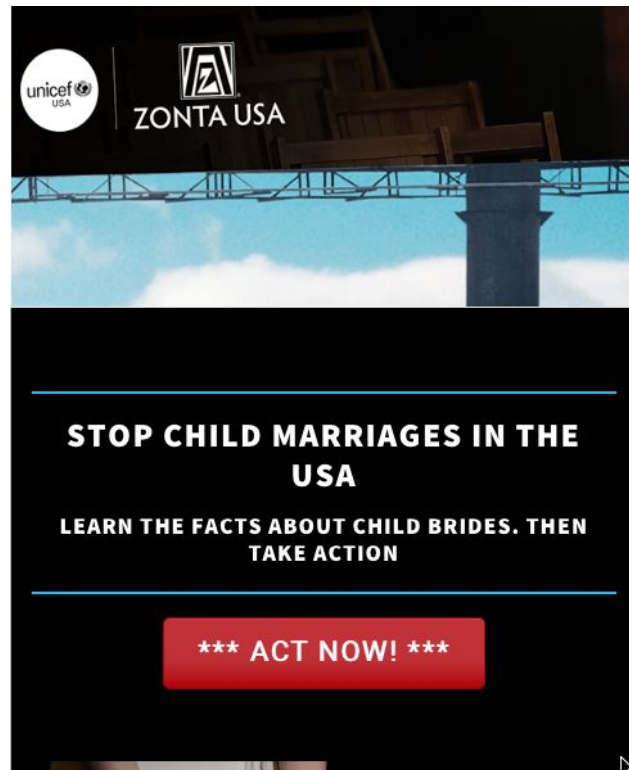 unicef
USA
ZONTA USA
STOP CHILD MARRIAGES IN THE
USA
LEARN THE FACTS ABOUT CHILD BRIDES. THEN
TAKE ACTION
*** ACT NOW! ***